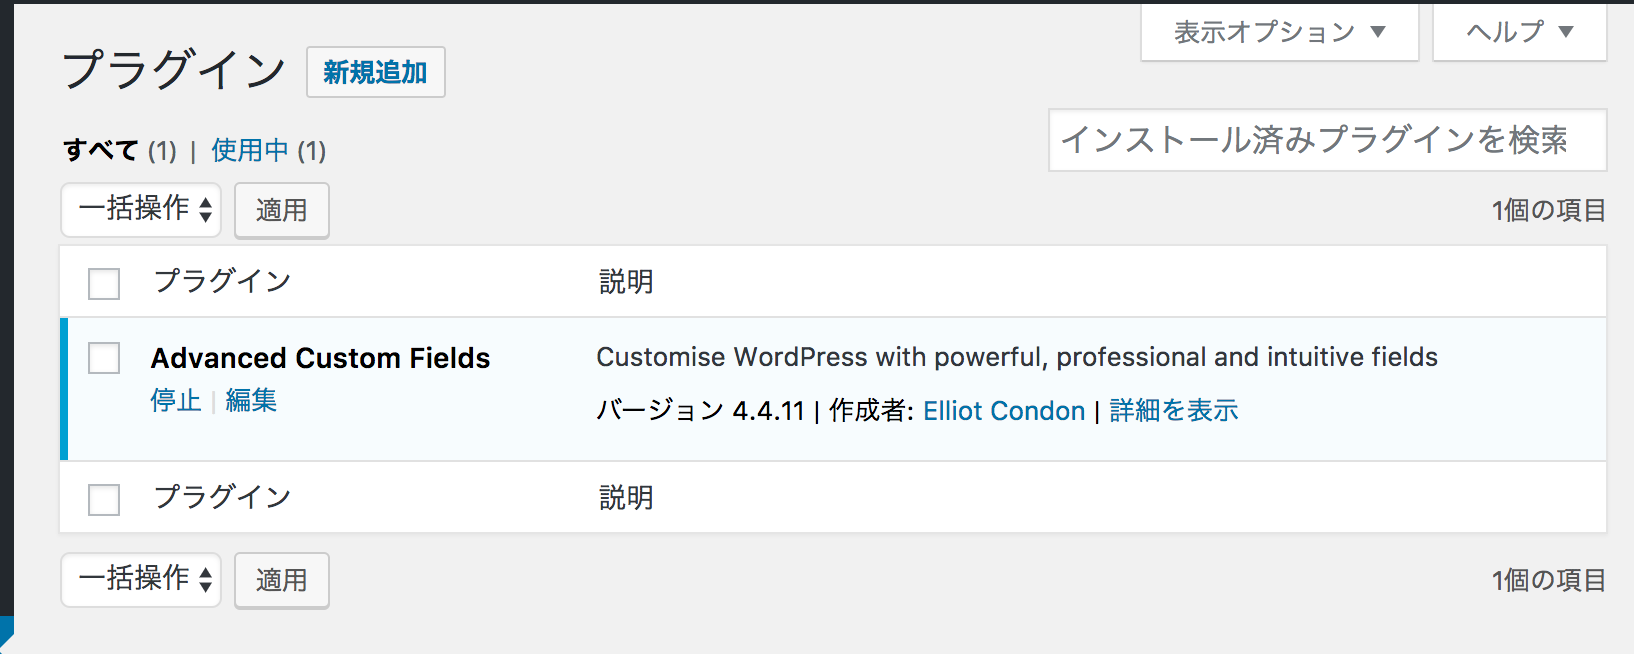 表示オプション ▼ ヘルプ ▼
プラグイン 新規追加
インストール済みプラグインを検索
すべて (1) | 使用中 (1)
一括操作 適用 1個の項目
プラグイン 説明
Advanced Custom Fields Customise WordPress with powerful, professional and intuitive fields
停止 | 編集 バージョン 4.4.11 | 作成者: Elliot Condon | 詳細を表示
プラグイン 説明
一括操作 適用 1個の項目